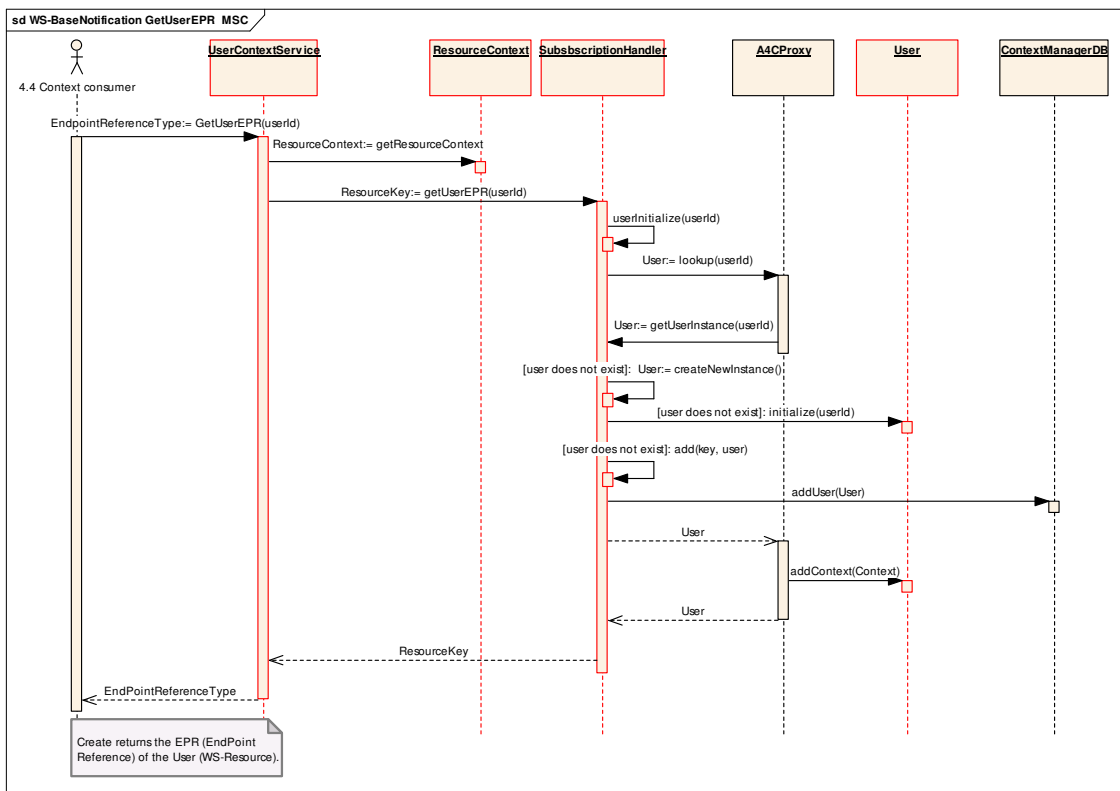 sd WS-BaseNotification GetUserEPR MSC
UserContextService
ResourceContext
SubsbscriptionHandler
A4CProxy
User
ContextManagerDB
4.4 Context consumer
EndpointReferenceType:= GetUserEPR(userId)
ResourceContext:= getResourceContext
ResourceKey:= getUserEPR(userId)
userInitialize(userId)
User:= lookup(userId)
User:= getUserInstance(userId)
[user does not exist]: User:= createNewInstance()
[user does not exist]: initialize(userId)
[user does not exist]: add(key, user)
addUser(User)
User
addContext(Context)
User
ResourceKey
EndPointReferenceType
Create returns the EPR (EndPoint
Reference) of the User (WS-Resource).